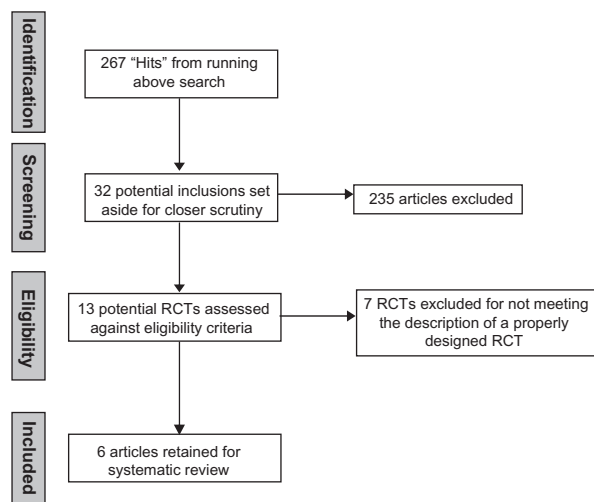 Identification
267 “Hits” from running
above search
Screening
32 potential inclusions set
aside for closer scrutiny
235 articles excluded
Eligibility
13 potential RCTs assessed
against eligibility criteria
7 RCTs excluded for not meeting
the description of a properly
designed RCT
Included
6 articles retained for
systematic review